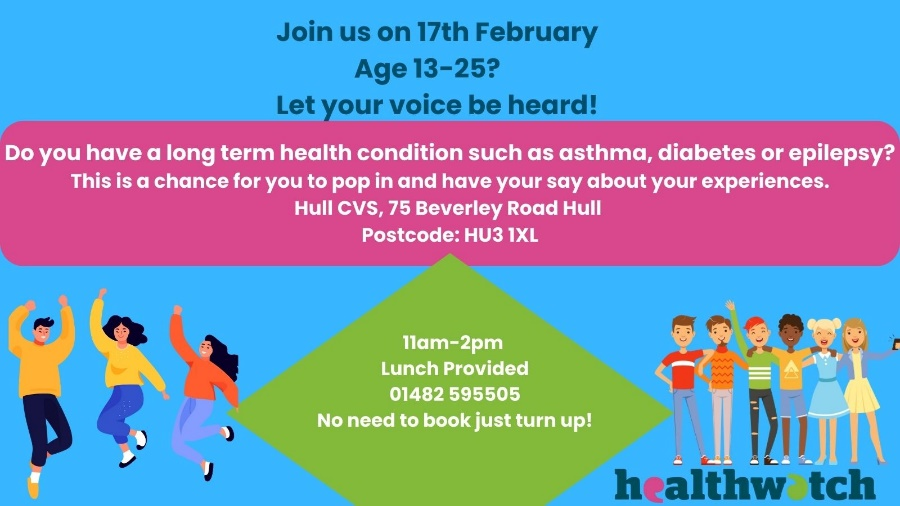 Join us on 17th February
Age 13-25?
Let your voice be heard!
Do you have a long term health condition such as asthma, diabetes or epilepsy?
This is a chance for you to pop in and have your say about your experiences.
Hull CVS, 75 Beverley Road Hull
Postcode: HU3 1XL
11am-2pm
Lunch Provided
01482 595505
No need to book just turn up!
healthwatch